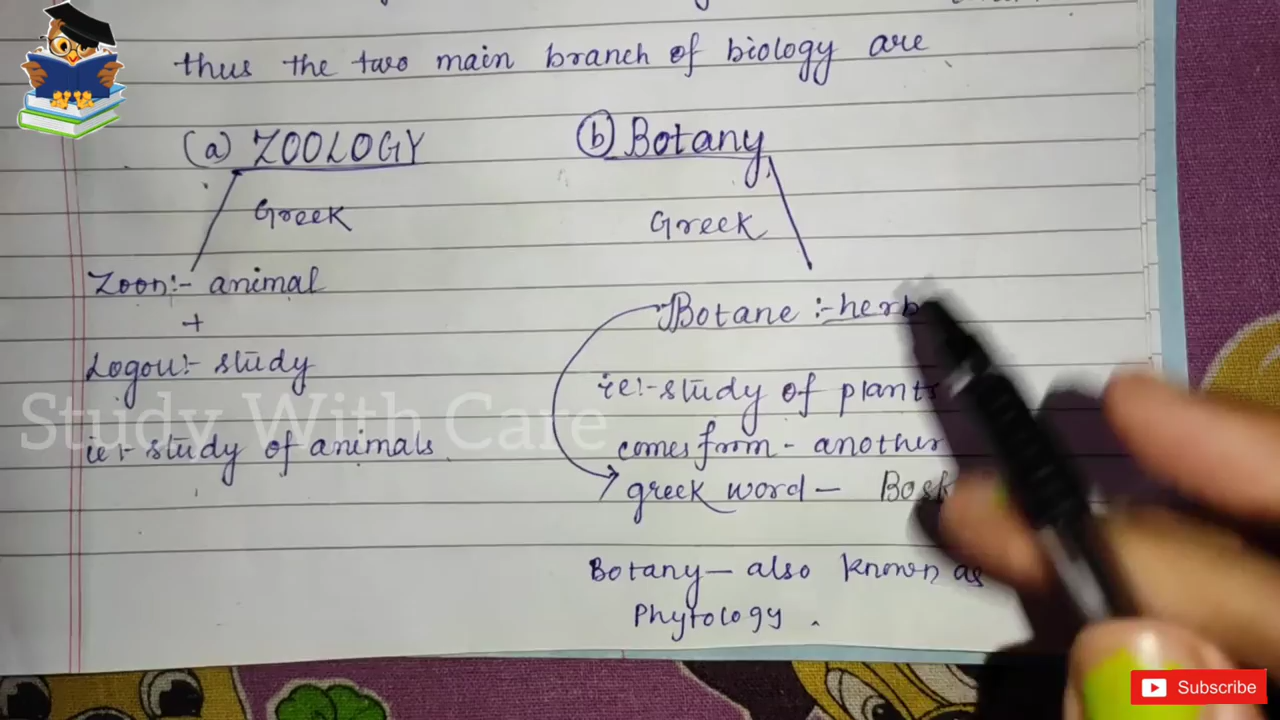 thus the two main branch of biology are
(a) ZOOLOGY
Greek
Zoon:- animal
+
Logou:- study
ie:- study of animals
(b) Botany
Greek
Botane :- herb
ie:- study of plants
comes from - another
greek word -
Botany - also known as
Phytology .
Study With Care
Subscribe